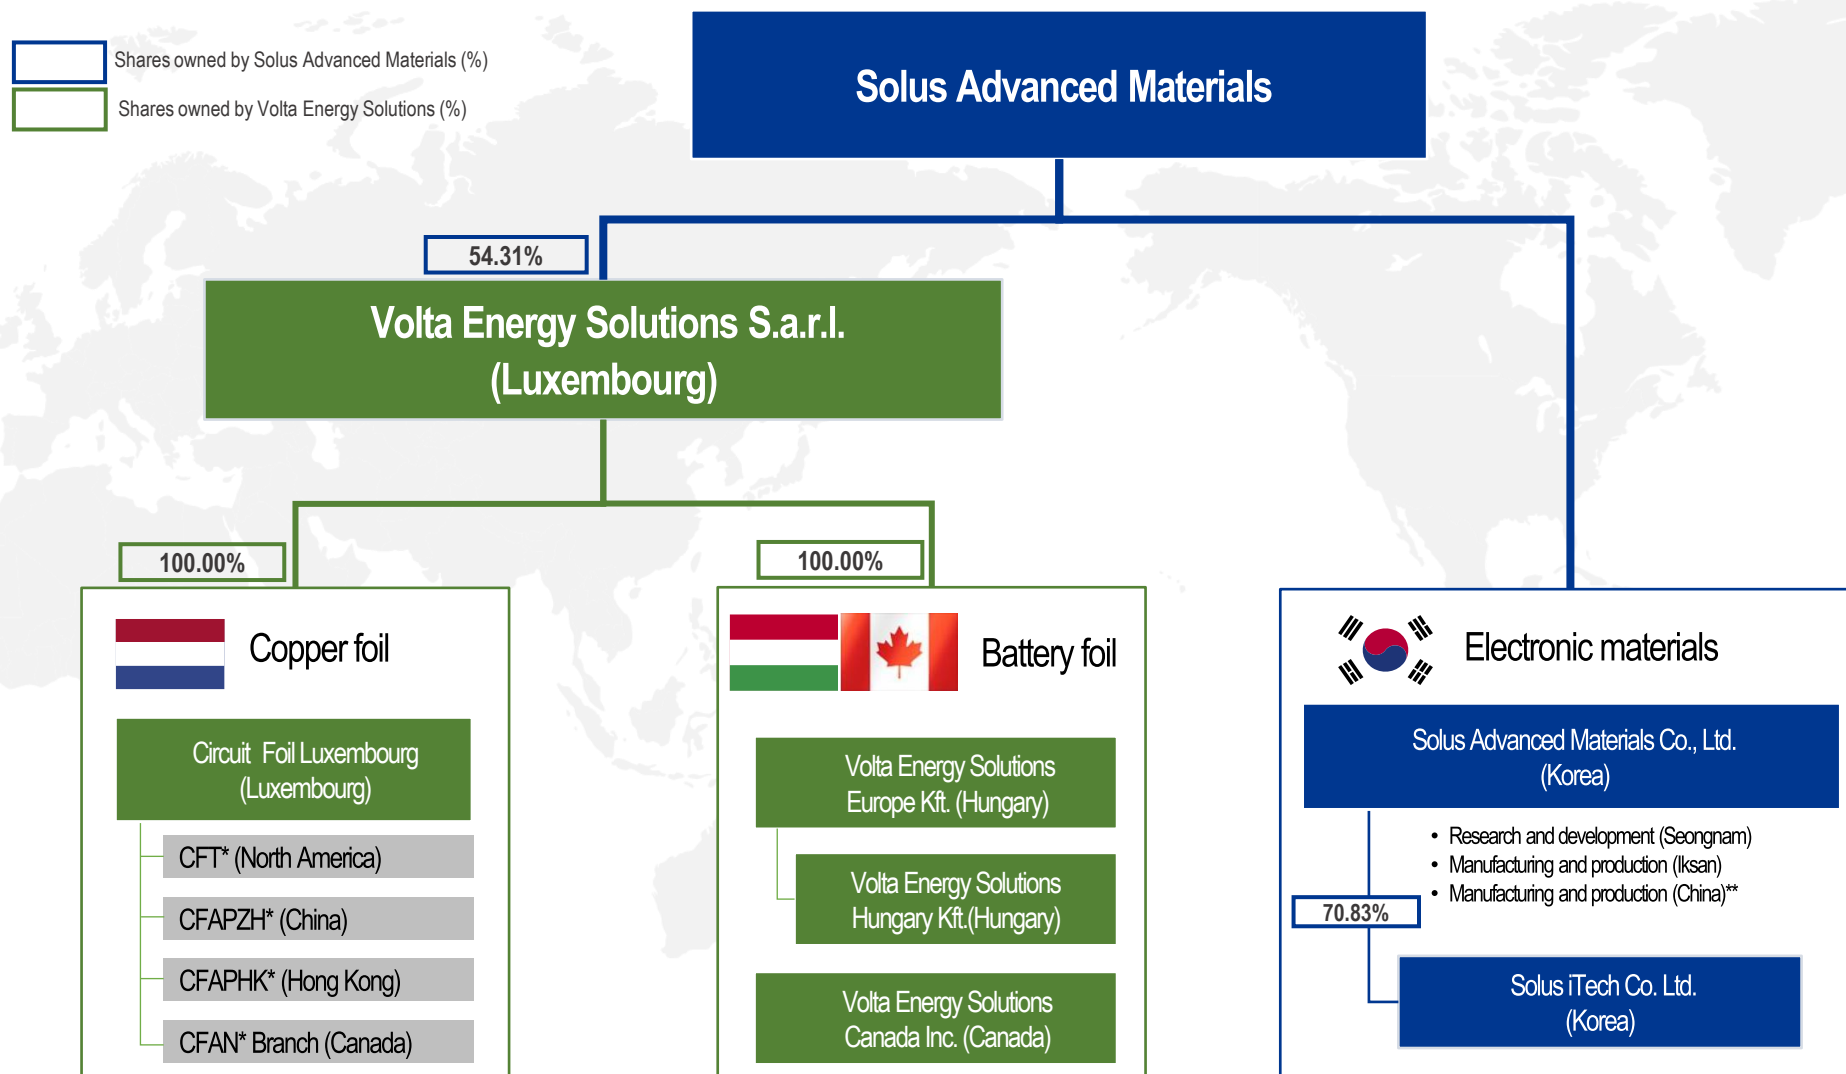 Shares owned by Solus Advanced Materials (%)
Shares owned by Volta Energy Solutions (%)
Solus Advanced Materials
54.31%
Volta Energy Solutions S.a.r.l.
(Luxembourg)
100.00%
Copper foil
Circuit Foil Luxembourg
(Luxembourg)
CFT* (North America)
CFAPZH* (China)
CFAPHK* (Hong Kong)
CFAN* Branch (Canada)
100.00%
Battery foil
Volta Energy Solutions
Europe Kft. (Hungary)
Volta Energy Solutions
Hungary Kft.(Hungary)
Volta Energy Solutions
Canada Inc. (Canada)
Electronic materials
Solus Advanced Materials Co., Ltd.
(Korea)
• Research and development (Seongnam)
• Manufacturing and production (Iksan)
• Manufacturing and production (China)**
70.83%
Solus iTech Co. Ltd.
(Korea)